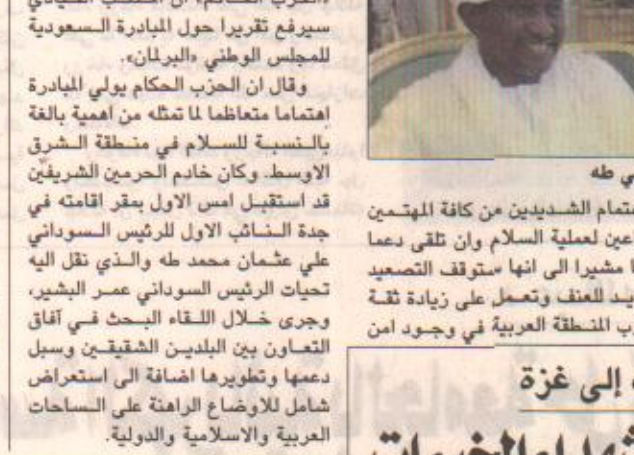 علي طه
اهتمام الشديدين من كافة المهتمين
عين لعملية السلام وان تلقى دعما
مشيرا الى انها ستوقف التصعيد
يد للعنف وتعمل على زيادة ثقة
ب المنطقة العربية في وجود امن
إلى غزة
سيرفع تقريرا حول المبادرة السعودية
للمجلس الوطني «البرلمان».
وقال ان الحزب الحكام يولي المبادرة
اهتماما متعاظما لما تمثله من اهمية بالغة
بالنسبة للسلام في منطقة الشرق
الاوسط. وكان خادم الحرمين الشريفين
قد استقبل امس الاول بمقر اقامته في
جدة النائب الاول للرئيس السوداني
علي عثمان محمد طه والذي نقل اليه
تحيات الرئيس السوداني عمر البشير،
وجرى خلال اللقاء البحث في آفاق
التعاون بين البلدين الشقيقين وسبل
دعمها وتطويرها اضافة الى استعراض
شامل للاوضاع الراهنة على الساحات
العربية والاسلامية والدولية.